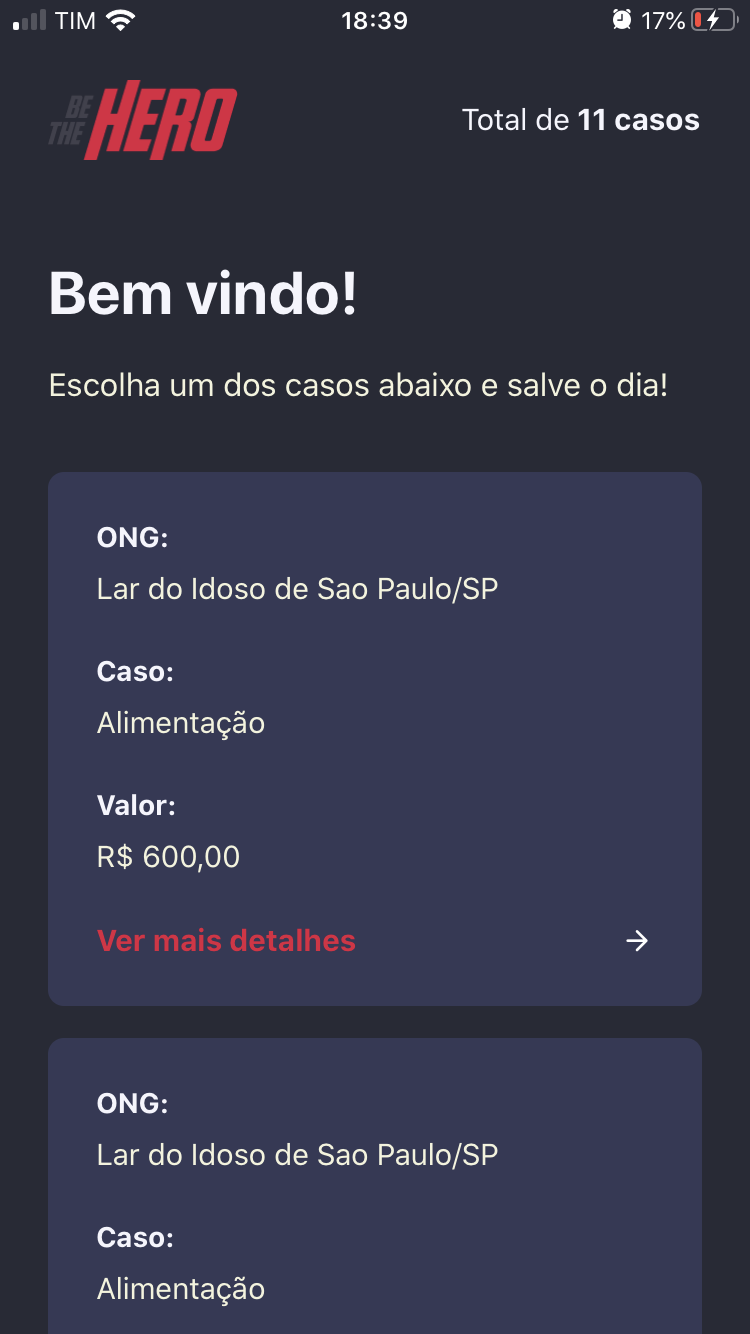 TIM 18:39 17%
BE THE HERO
Total de 11 casos
Bem vindo!
Escolha um dos casos abaixo e salve o dia!
ONG:
Lar do Idoso de Sao Paulo/SP
Caso:
Alimentação
Valor:
R$ 600,00
Ver mais detalhes
ONG:
Lar do Idoso de Sao Paulo/SP
Caso:
Alimentação